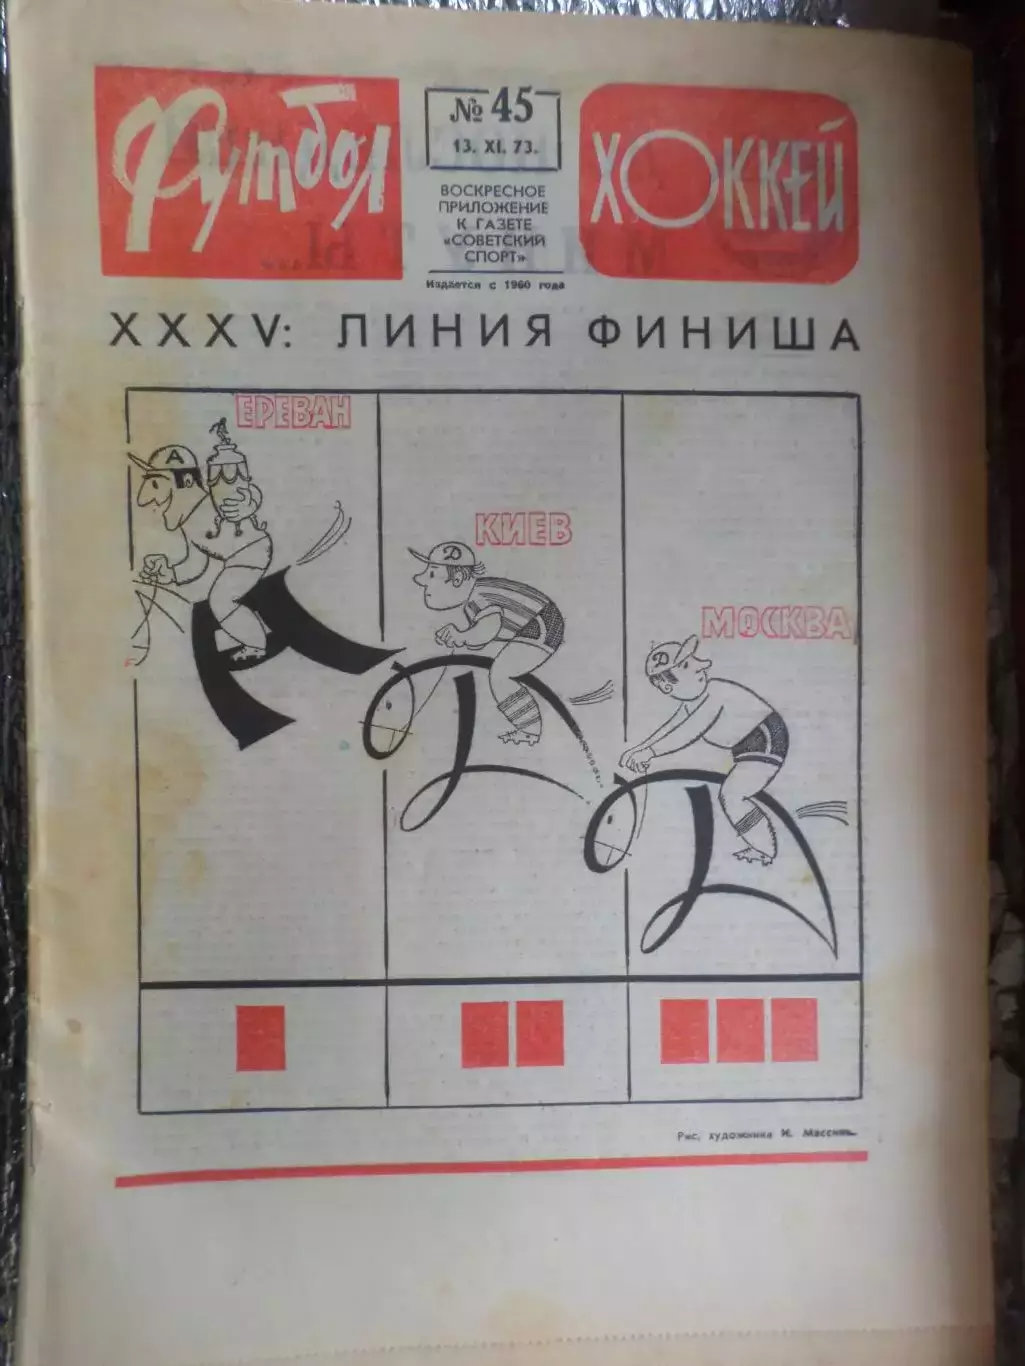 Футбол
№ 45
13. XI. 73.
ВОСКРЕСНОЕ
ПРИЛОЖЕНИЕ
К ГАЗЕТЕ
«СОВЕТСКИЙ
СПОРТ»
Издается с 1960 года
ХОККЕЙ
XXXV: ЛИНИЯ ФИНИША
ЕРЕВАН
А
КИЕВ
Д
МОСКВА
Д
А
Д
Д
Рис. художника И.